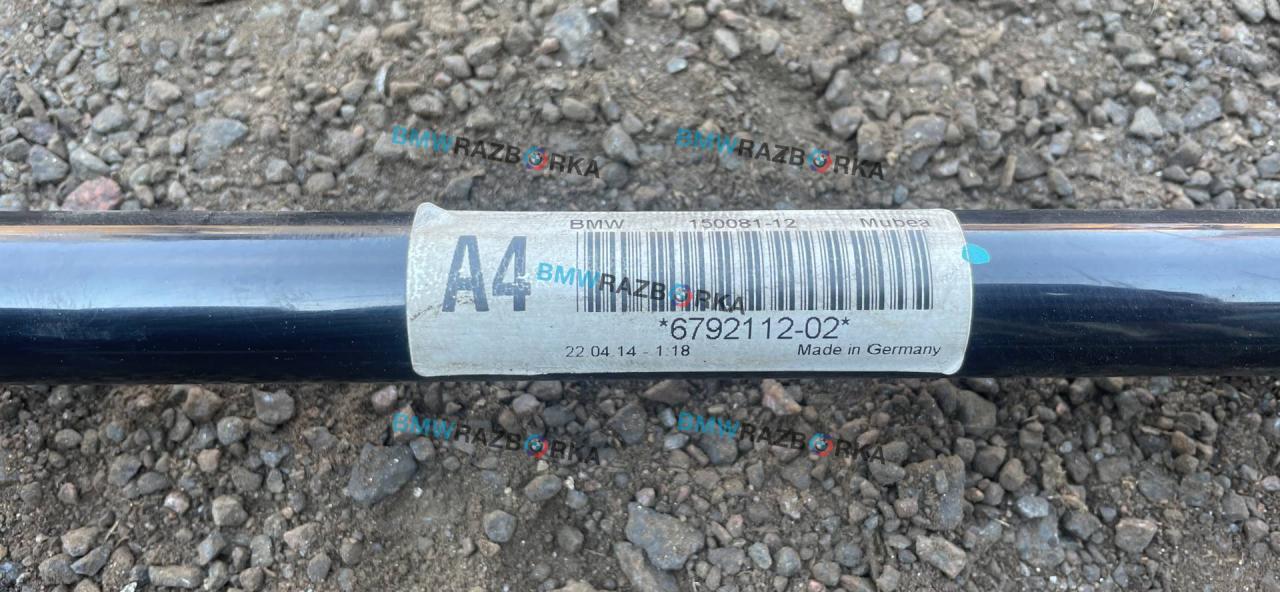 BMWRAZBORKA BMWRAZBORKA
BMW 150081-12 Mubea
A4
BMWRAZBORKA
*6792112-02*
22.04.14 - 1:18 Made in Germany
BMWRAZBORKA BMWRAZBORKA